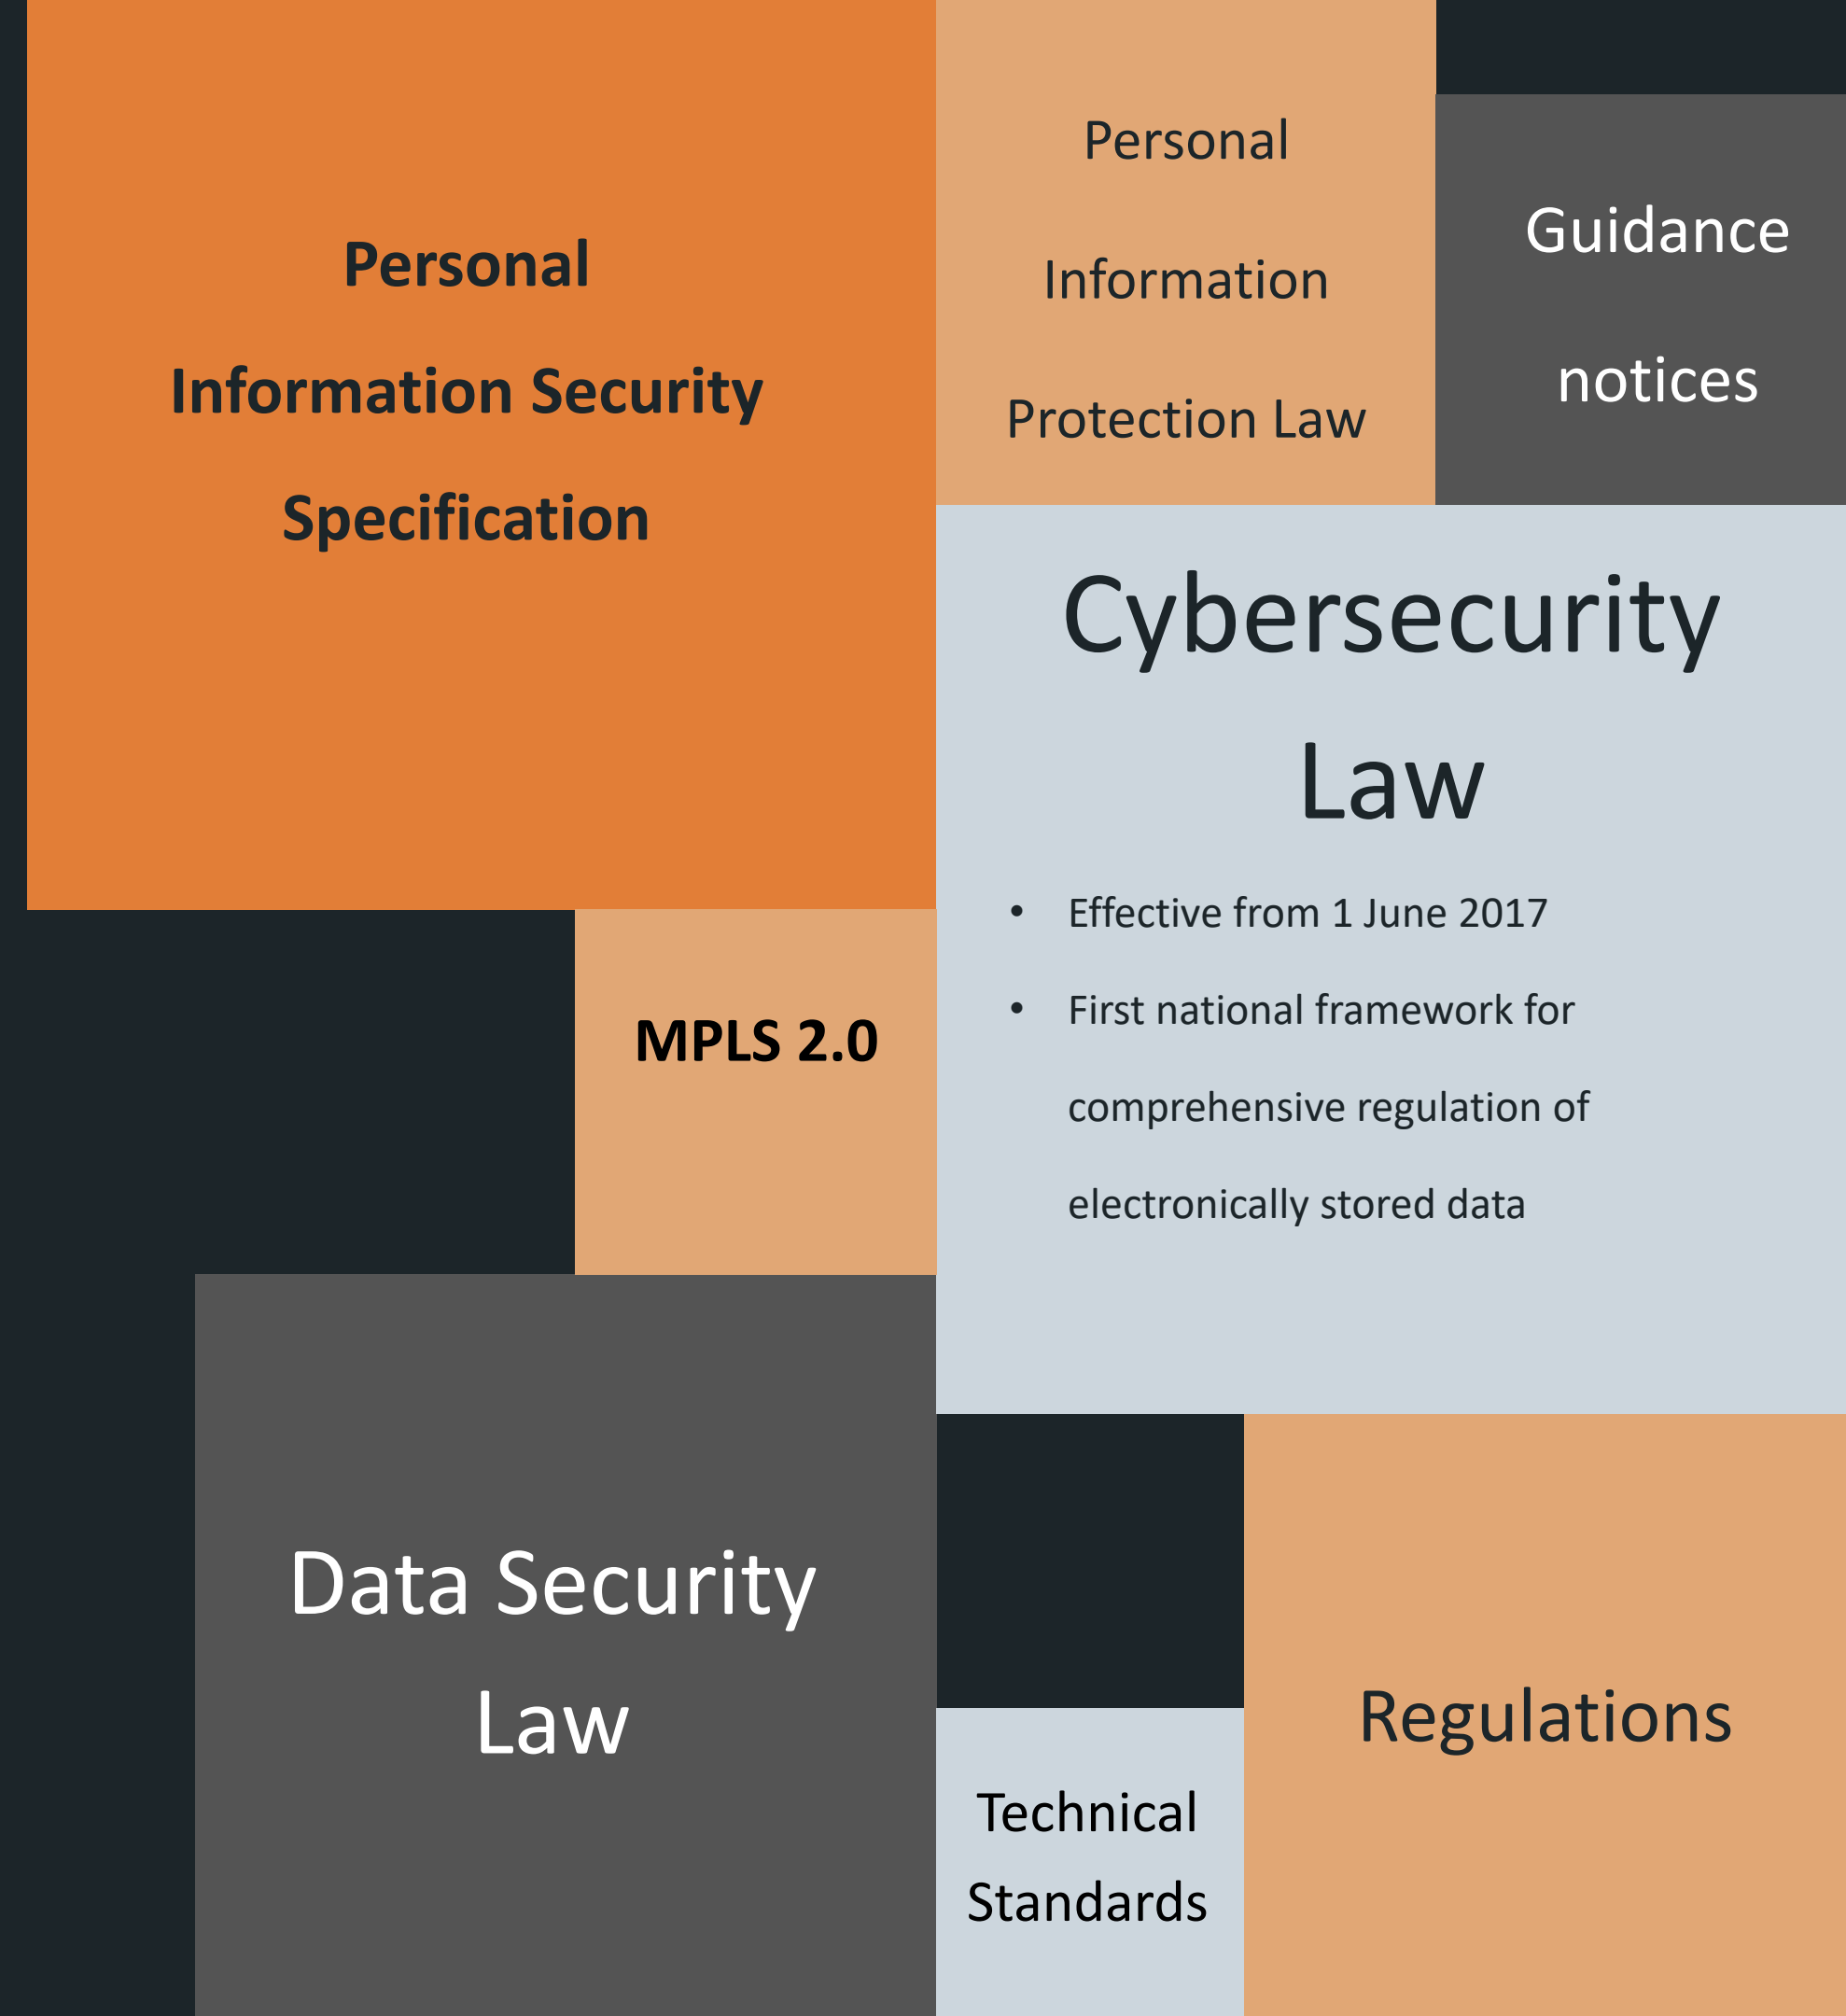 Personal
Information Security
Specification
Personal
Information
Protection Law
Guidance
notices
Cybersecurity
Law
• Effective from 1 June 2017
• First national framework for
comprehensive regulation of
electronically stored data
MPLS 2.0
Data Security
Law
Technical
Standards
Regulations